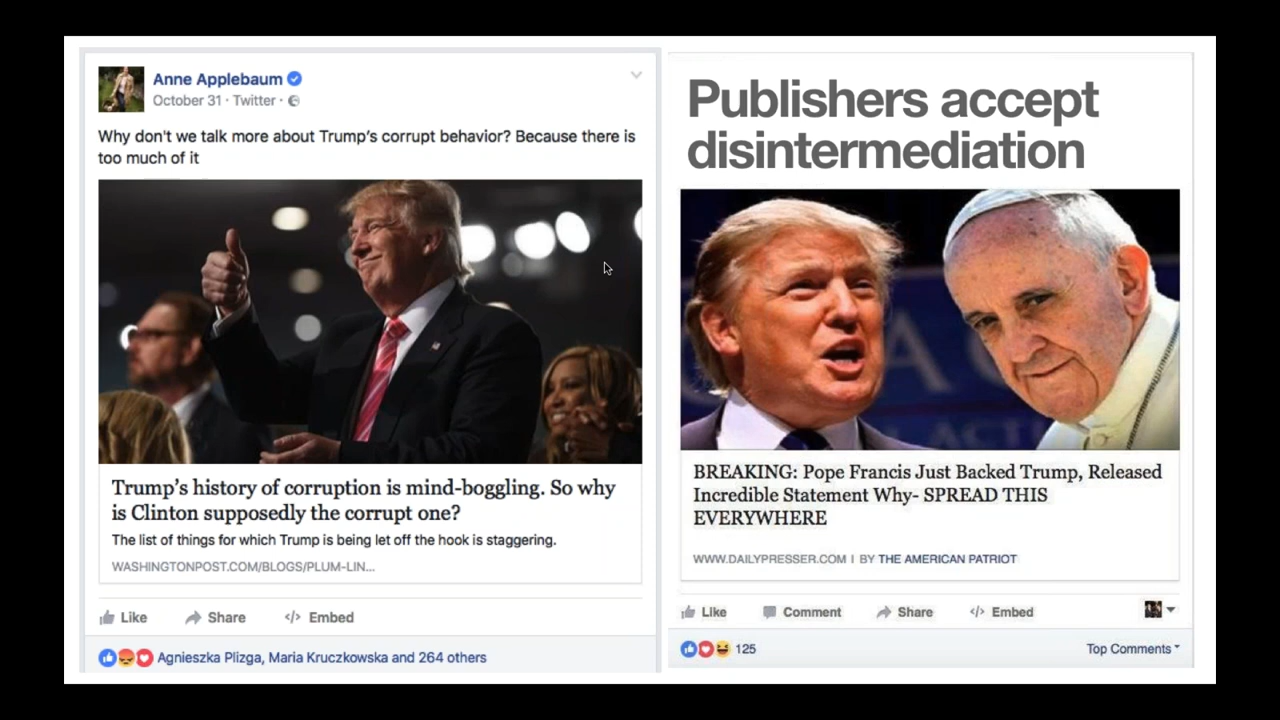 Anne Applebaum
October 31 · Twitter ·
Why don't we talk more about Trump's corrupt behavior? Because there is
too much of it
Trump's history of corruption is mind-boggling. So why
is Clinton supposedly the corrupt one?
The list of things for which Trump is being let off the hook is staggering.
WASHINGTONPOST.COM/BLOGS/PLUM-LIN...
Like Share </> Embed
Agnieszka Plizga, Maria Kruczkowska and 264 others
Publishers accept
disintermediation
BREAKING: Pope Francis Just Backed Trump, Released
Incredible Statement Why- SPREAD THIS
EVERYWHERE
WWW.DAILYPRESSER.COM | BY THE AMERICAN PATRIOT
Like Comment Share </> Embed
125 Top Comments